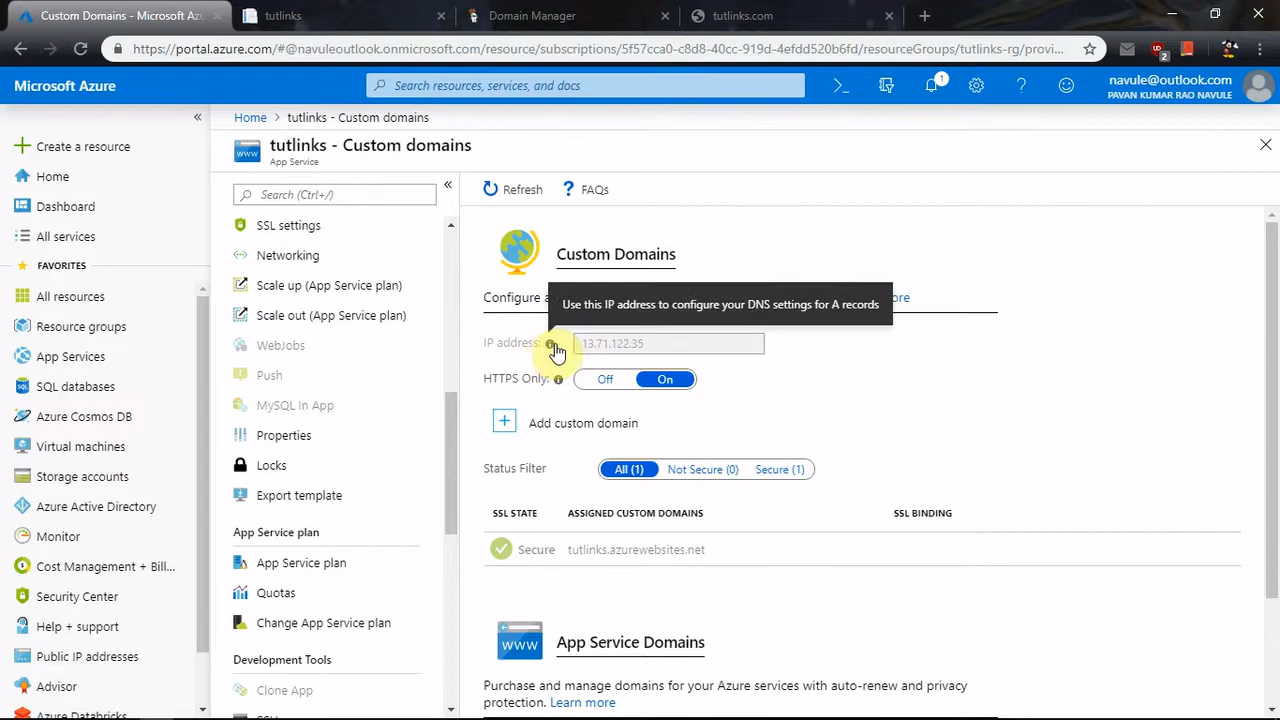 Custom Domains - Microsoft Azu
tutlinks
Domain Manager
tutlinks.com
https://portal.azure.com/#@navuleoutlook.onmicrosoft.com/resource/subscriptions/5f57cca0-c8d8-40cc-919d-4efdd520b6fd/resourceGroups/tutlinks-rg/provi...
2
Microsoft Azure
Search resources, services, and docs
1
navule@outlook.com
PAVAN KUMAR RAO NAVULE
Create a resource
Home
Dashboard
All services
FAVORITES
All resources
Resource groups
App Services
SQL databases
Azure Cosmos DB
Virtual machines
Storage accounts
Azure Active Directory
Monitor
Cost Management + Bill...
Security Center
Help + support
Public IP addresses
Advisor
Azure Databricks
Home > tutlinks - Custom domains
tutlinks - Custom domains
App Service
Search (Ctrl+/)
SSL settings
Networking
Scale up (App Service plan)
Scale out (App Service plan)
WebJobs
Push
MySQL In App
Properties
Locks
Export template
App Service plan
App Service plan
Quotas
Change App Service plan
Development Tools
Clone App
Refresh
? FAQs
Custom Domains
Configure a
ore
Use this IP address to configure your DNS settings for A records
IP address:
13.71.122.35
HTTPS Only:
Off
On
Add custom domain
Status Filter
All (1)
Not Secure (0)
Secure (1)
SSL STATE
ASSIGNED CUSTOM DOMAINS
SSL BINDING
Secure
tutlinks.azurewebsites.net
www
App Service Domains
Purchase and manage domains for your Azure services with auto-renew and privacy
protection. Learn more